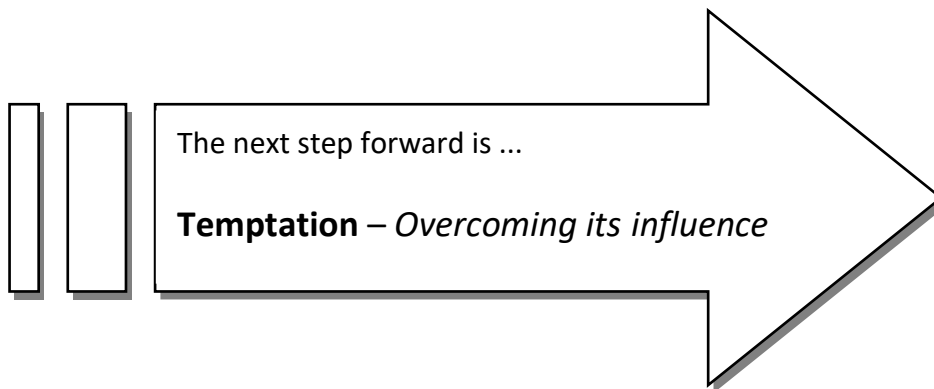 The next step forward is ...
Temptation – Overcoming its influence